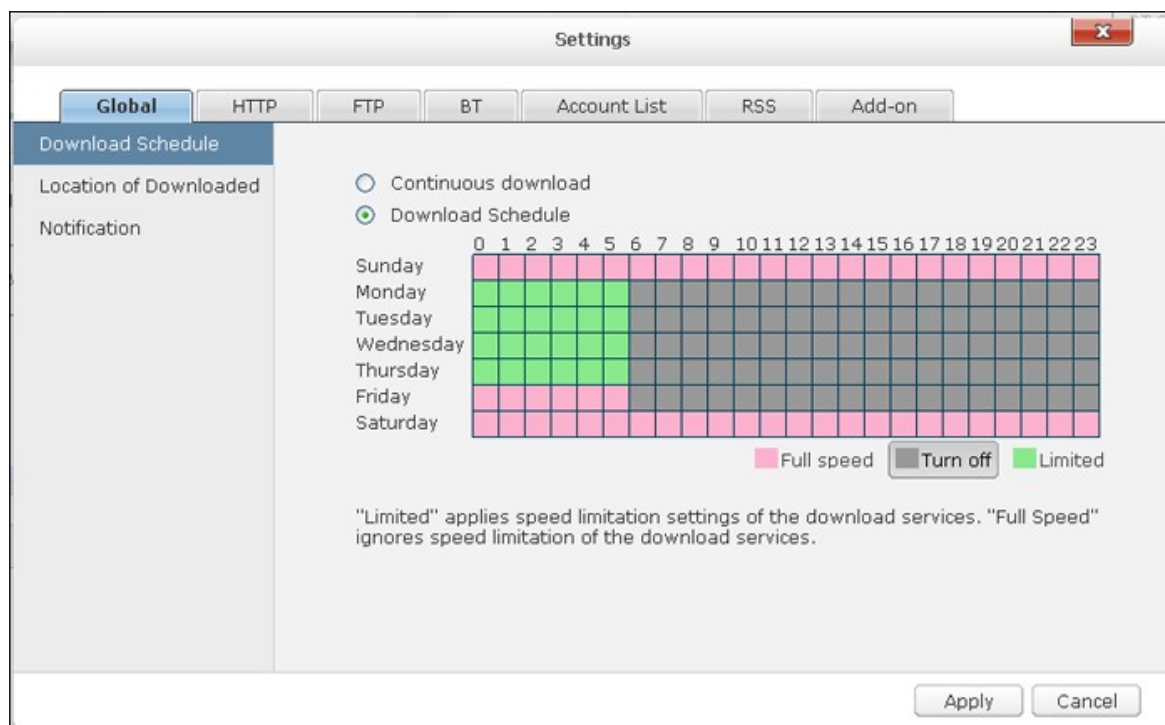 Settings
x
Global HTTP FTP BT Account List RSS Add-on
Download Schedule
Location of Downloaded
Notification
Continuous download
Download Schedule
0 1 2 3 4 5 6 7 8 9 10 11 12 13 14 15 16 17 18 19 20 21 22 23
Sunday
Monday
Tuesday
Wednesday
Thursday
Friday
Saturday
Full speed Turn off Limited
"Limited" applies speed limitation settings of the download services. "Full Speed"
ignores speed limitation of the download services.
Apply Cancel